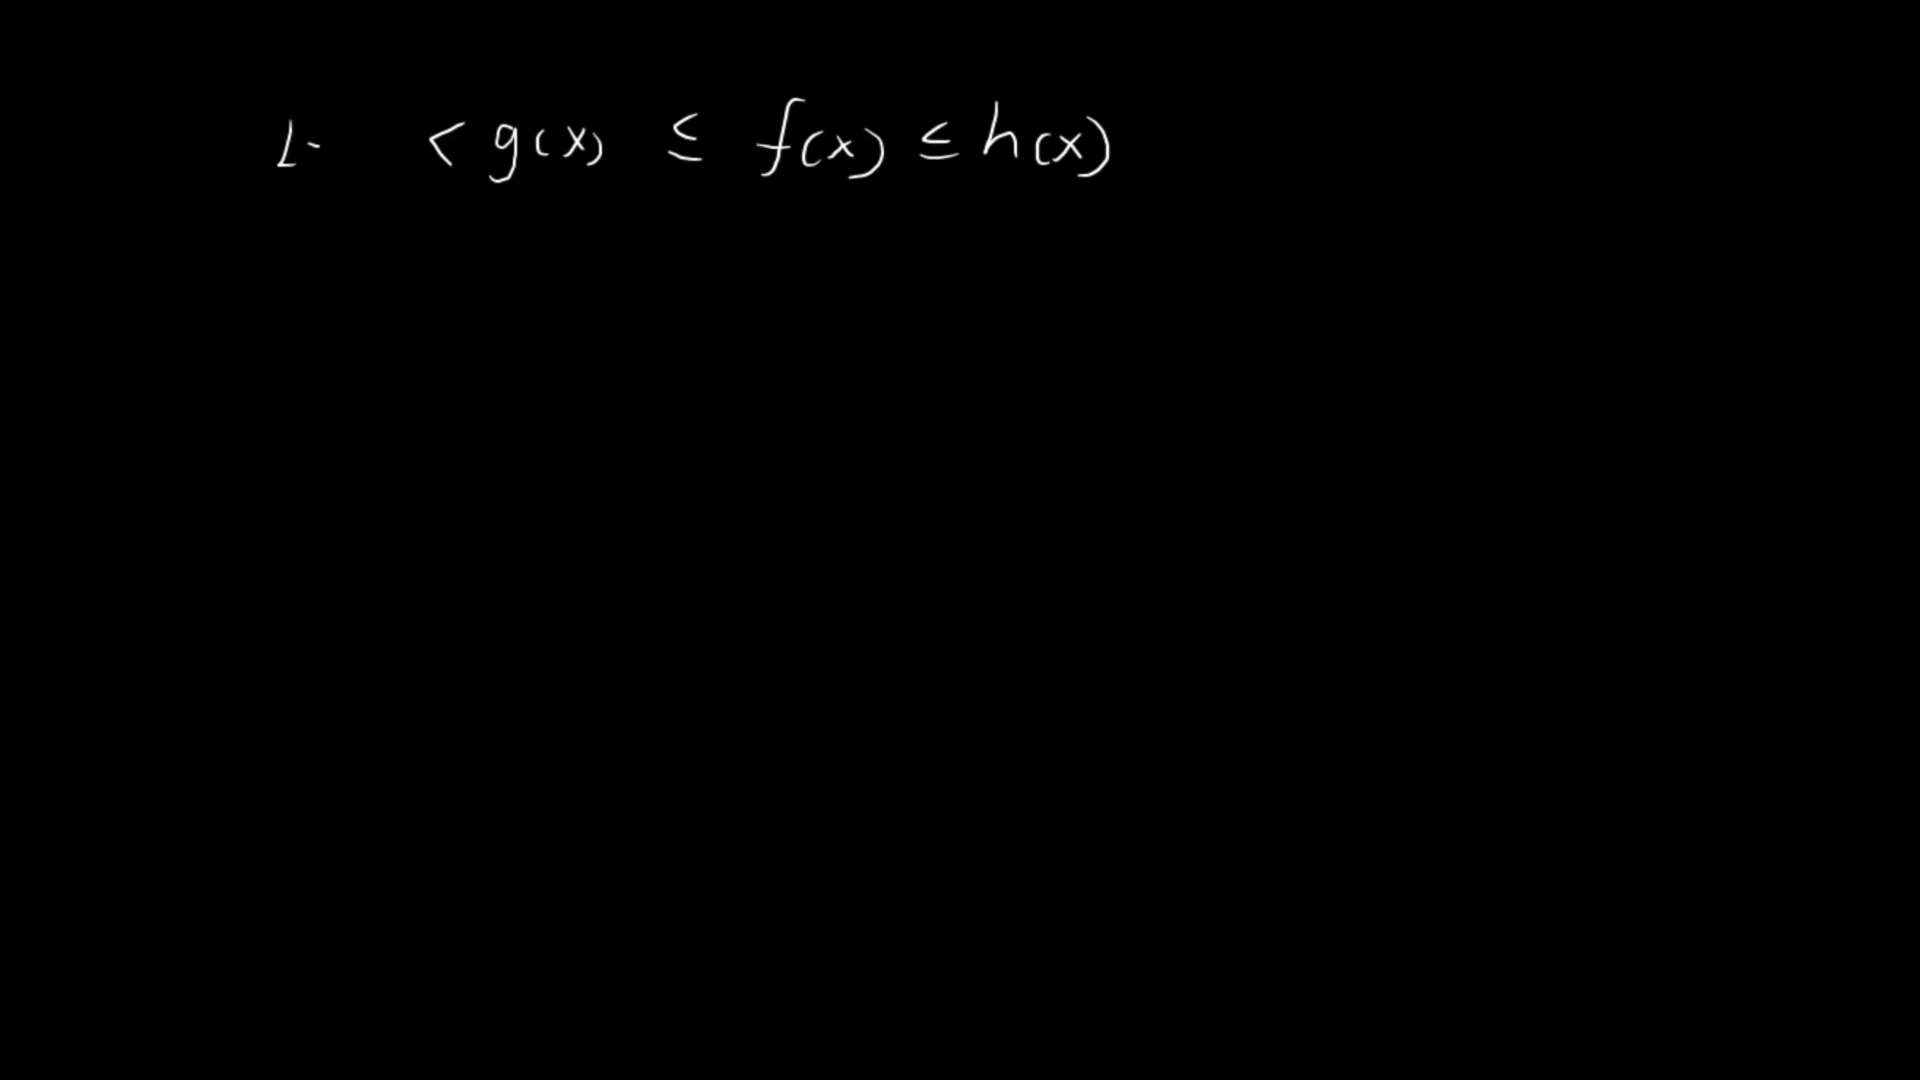 1- < g(x) ≤ f(x) ≤ h(x)